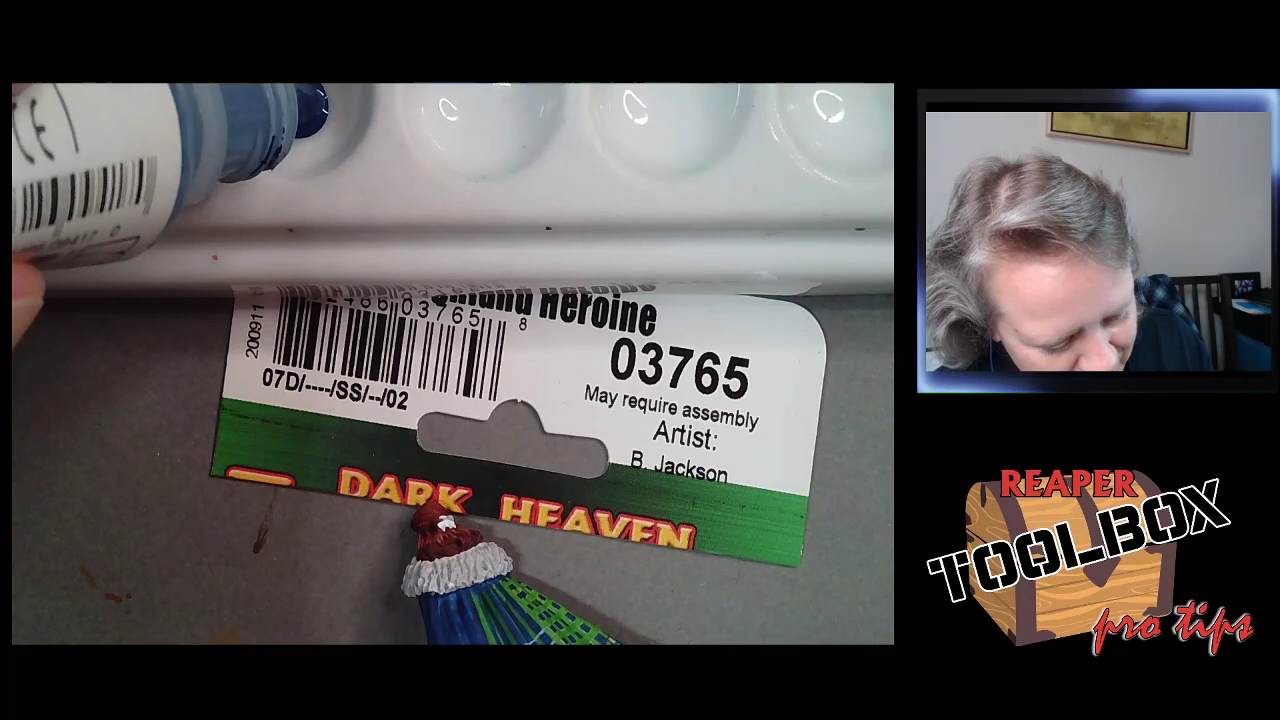 CE
Heroine
03765
200911
07D/----/SS/--/02
8
03765
May require assembly
Artist:
B. Jackson
DARK HEAVEN
REAPER
TOOLBOX
pro tips